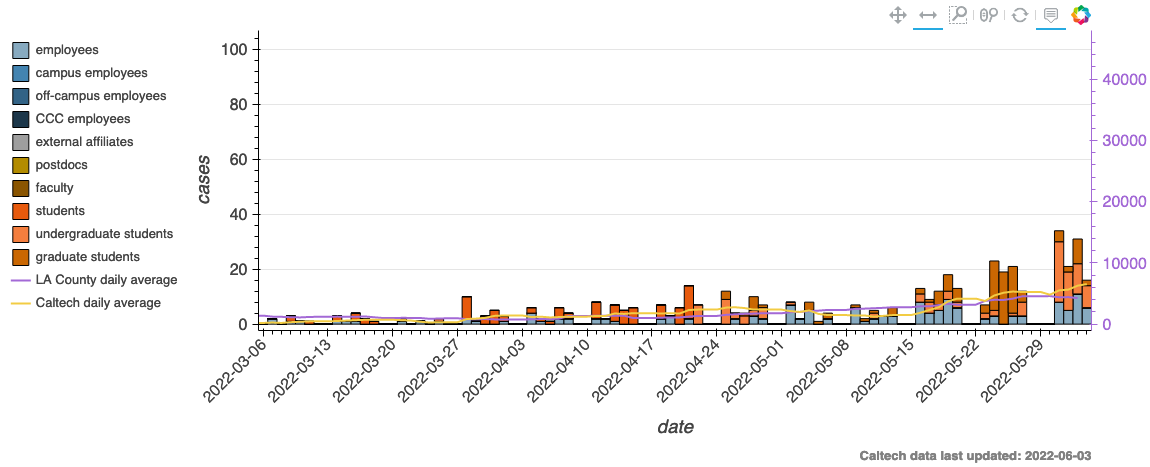 employees
campus employees
off-campus employees
CCC employees
external affiliates
postdocs
faculty
students
undergraduate students
graduate students
LA County daily average
Caltech daily average
cases
100
80
60
40
20
0
40000
30000
20000
10000
0
2022-03-06
2022-03-13
2022-03-20
2022-03-27
2022-04-03
2022-04-10
2022-04-17
2022-04-24
2022-05-01
2022-05-08
2022-05-15
2022-05-22
2022-05-29
date
Caltech data last updated: 2022-06-03